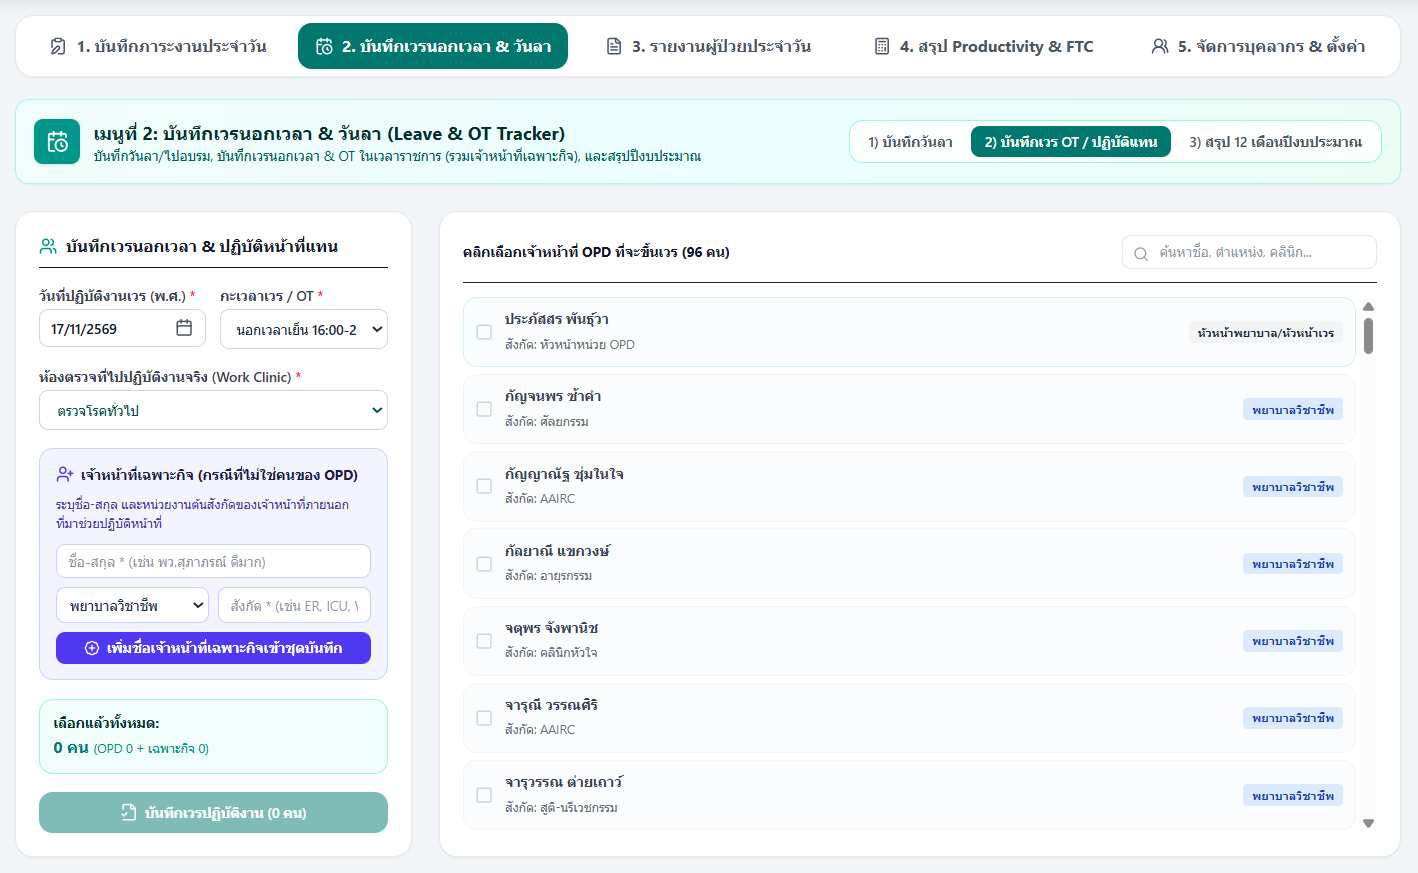 1. บันทึกภาระงานประจำวัน
2. บันทึกเวรนอกเวลา & วันลา
3. รายงานผู้ป่วยประจำวัน
4. สรุป Productivity & FTC
5. จัดการบุคลากร & ตั้งค่า
เมนูที่ 2: บันทึกเวรนอกเวลา & วันลา (Leave & OT Tracker)
บันทึกวันลา/ไปอบรม, บันทึกเวรนอกเวลา & OT ในเวลาราชการ (รวมเจ้าหน้าที่เฉพาะกิจ), และสรุปปีงบประมาณ
1) บันทึกวันลา
2) บันทึกเวร OT / ปฏิบัติแทน
3) สรุป 12 เดือนปีงบประมาณ
บันทึกเวรนอกเวลา & ปฏิบัติหน้าที่แทน
วันที่ปฏิบัติงานเวร (พ.ศ.) *
กะเวลาเวร / OT *
17/11/2569
นอกเวลาเย็น 16:00-2
ห้องตรวจที่ไปปฏิบัติงานจริง (Work Clinic) *
ตรวจโรคทั่วไป
เจ้าหน้าที่เฉพาะกิจ (กรณีที่ไม่ใช่คนของ OPD)
ระบุชื่อ-สกุล และหน่วยงานต้นสังกัดของเจ้าหน้าที่ภายนอก
ที่มาช่วยปฏิบัติหน้าที่
ชื่อ-สกุล * (เช่น พว.สุภาภรณ์ ดีมาก)
พยาบาลวิชาชีพ
สังกัด * (เช่น ER, ICU, \
เพิ่มชื่อเจ้าหน้าที่เฉพาะกิจเข้าชุดบันทึก
เลือกแล้วทั้งหมด:
0 คน (OPD 0 + เฉพาะกิจ 0)
บันทึกเวรปฏิบัติงาน (0 คน)
คลิกเลือกเจ้าหน้าที่ OPD ที่จะขึ้นเวร (96 คน)
ค้นหาชื่อ, ตำแหน่ง, คลินิก...
ประภัสสร พันธุ์วา
สังกัด: หัวหน้าหน่วย OPD
หัวหน้าพยาบาล/หัวหน้าเวร
กัญจนพร ช้ำคำ
สังกัด: ศัลยกรรม
พยาบาลวิชาชีพ
กัญญาณัฐ ชุ่มในใจ
สังกัด: AAIRC
พยาบาลวิชาชีพ
กัลยาณี แขกวงษ์
สังกัด: อายุรกรรม
พยาบาลวิชาชีพ
จตุพร จังพานิช
สังกัด: คลินิกหัวใจ
พยาบาลวิชาชีพ
จารุณี วรรณศิริ
สังกัด: AAIRC
พยาบาลวิชาชีพ
จารุวรรณ ต่ายเถาว์
สังกัด: สูติ-นรีเวชกรรม
พยาบาลวิชาชีพ